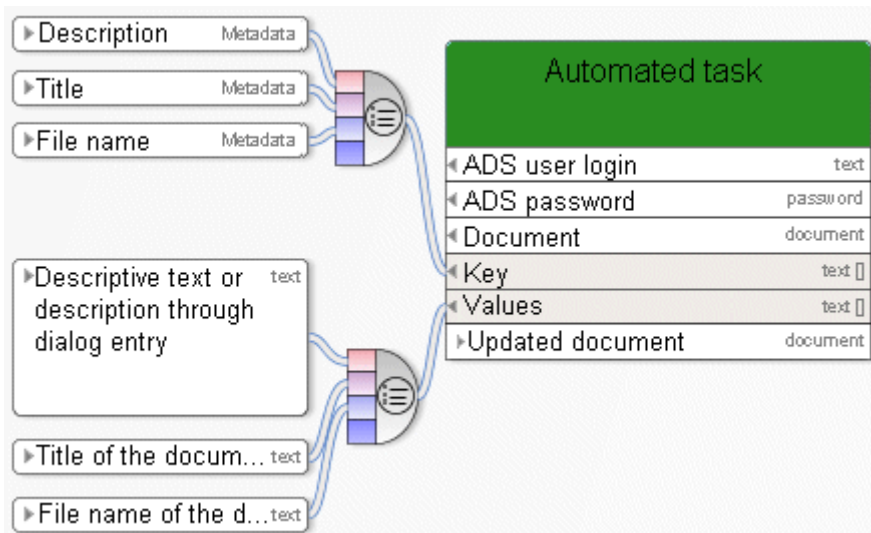 Description Metadata
Title Metadata
File name Metadata
Descriptive text or text
description through
dialog entry
Title of the docum... text
File name of the d...text
Automated task
ADS user login text
ADS password password
Document document
Key text []
Values text []
Updated document document